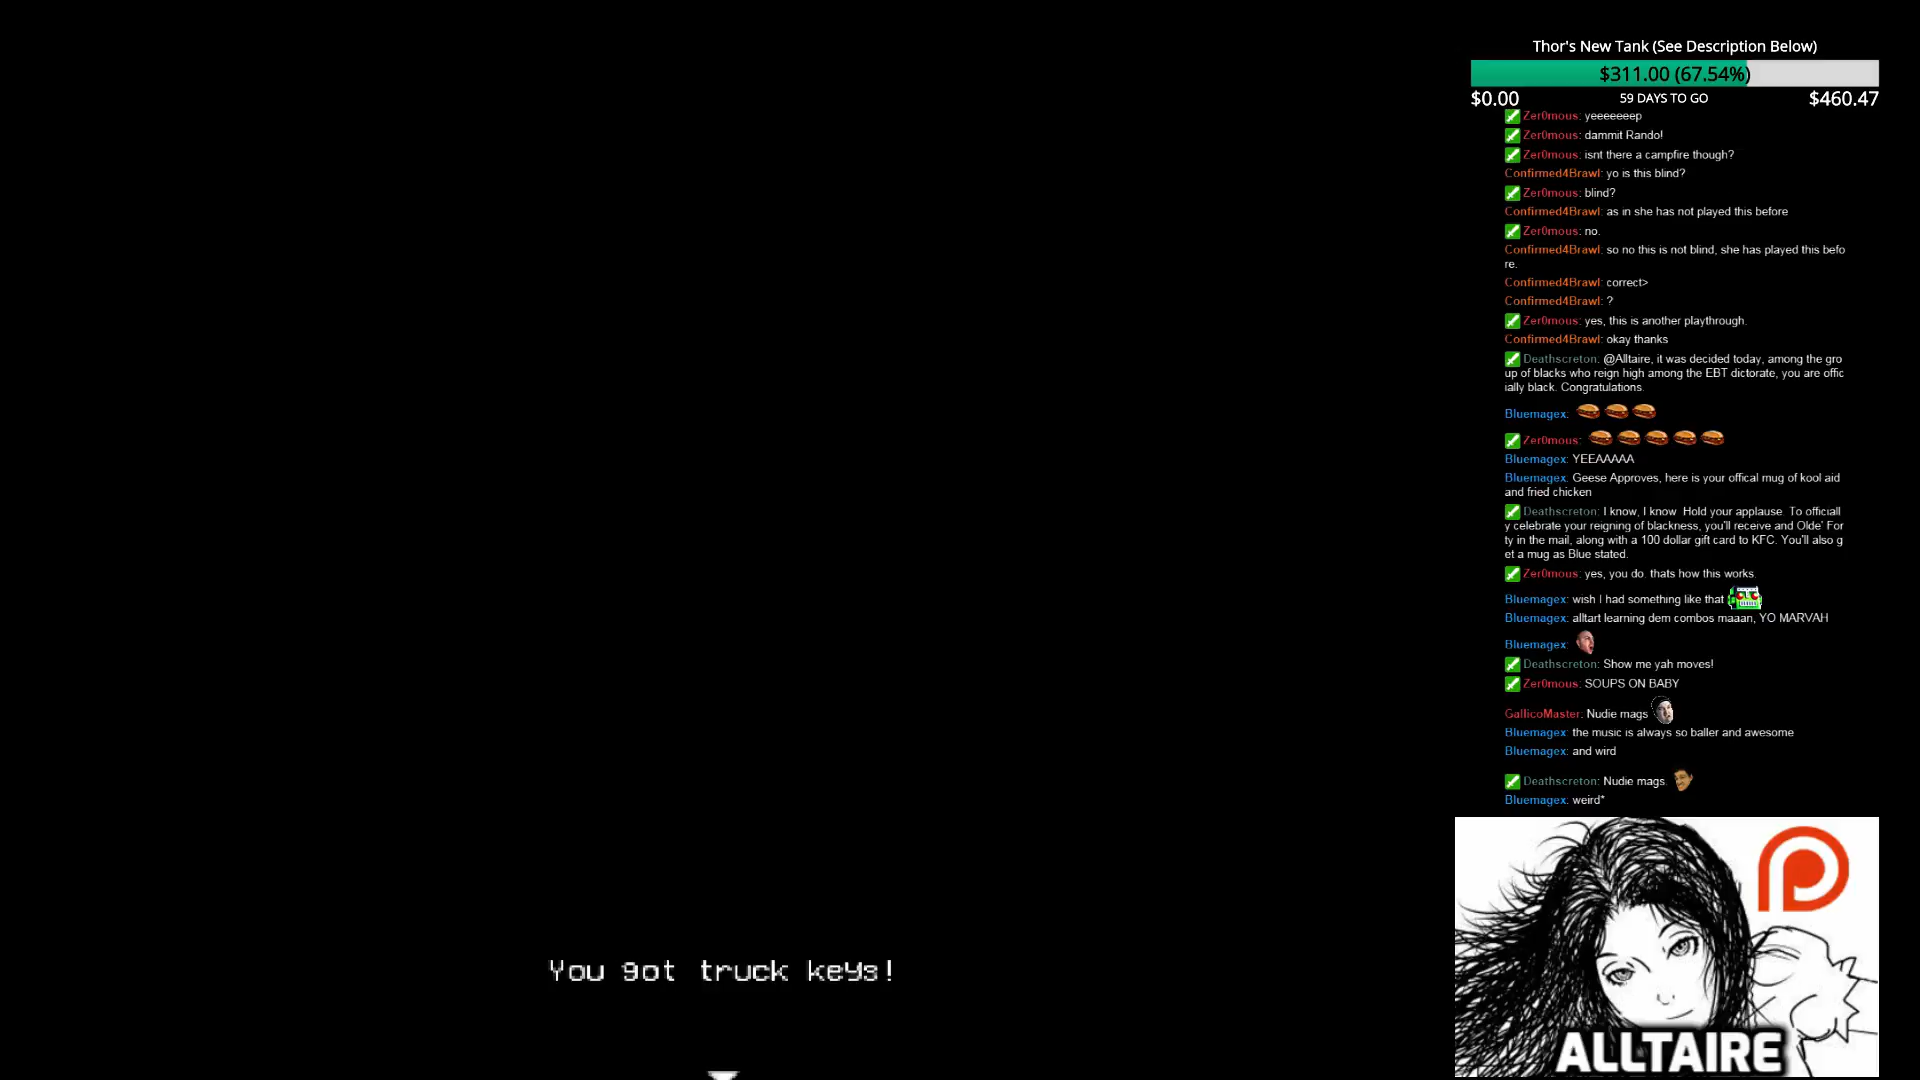 Thor's New Tank (See Description Below)
$311.00 (67.54%)
$0.00 59 DAYS TO GO $460.47
Zer0mous: yeeeeeeep
Zer0mous: dammit Rando!
Zer0mous: isnt there a campfire though?
Confirmed4Brawl: yo is this blind?
Zer0mous: blind?
Confirmed4Brawl: as in she has not played this before
Zer0mous: no.
Confirmed4Brawl: so no this is not blind, she has played this befo
re.
Confirmed4Brawl: correct>
Confirmed4Brawl: ?
Zer0mous: yes, this is another playthrough.
Confirmed4Brawl: okay thanks
Deathscreton: @Alltaire, it was decided today, among the gro
up of blacks who reign high among the EBT dictorate, you are offic
ially black. Congratulations.
Bluemagex:
Zer0mous:
Bluemagex: YEEAAAAA
Bluemagex: Geese Approves, here is your offical mug of kool aid
and fried chicken
Deathscreton: I know, I know. Hold your applause. To officiall
y celebrate your reigning of blackness, you'll receive and Olde' For
ty in the mail, along with a 100 dollar gift card to KFC. You'll also g
et a mug as Blue stated.
Zer0mous: yes, you do. thats how this works.
Bluemagex: wish I had something like that
Bluemagex: alltart learning dem combos maaan, YO MARVAH
Bluemagex:
Deathscreton: Show me yah moves!
Zer0mous: SOUPS ON BABY
GallicoMaster: Nudie mags
Bluemagex: the music is always so baller and awesome
Bluemagex: and wird
Deathscreton: Nudie mags.
Bluemagex: weird*
You got truck keys!
ALLTAIRE